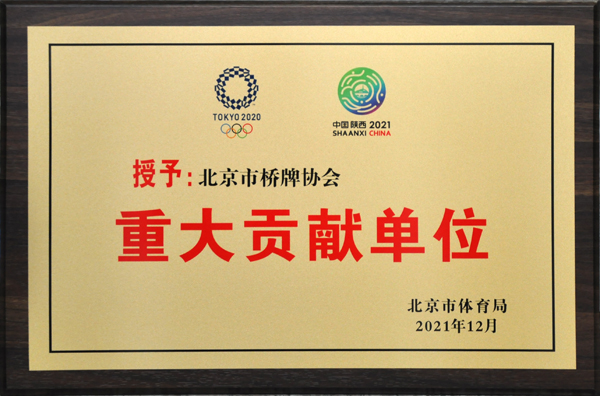 TOKYO 2020
中国 陕西 2021
SHAANXI CHINA
授予:北京市桥牌协会
重大贡献单位
北京市体育局
2021年12月